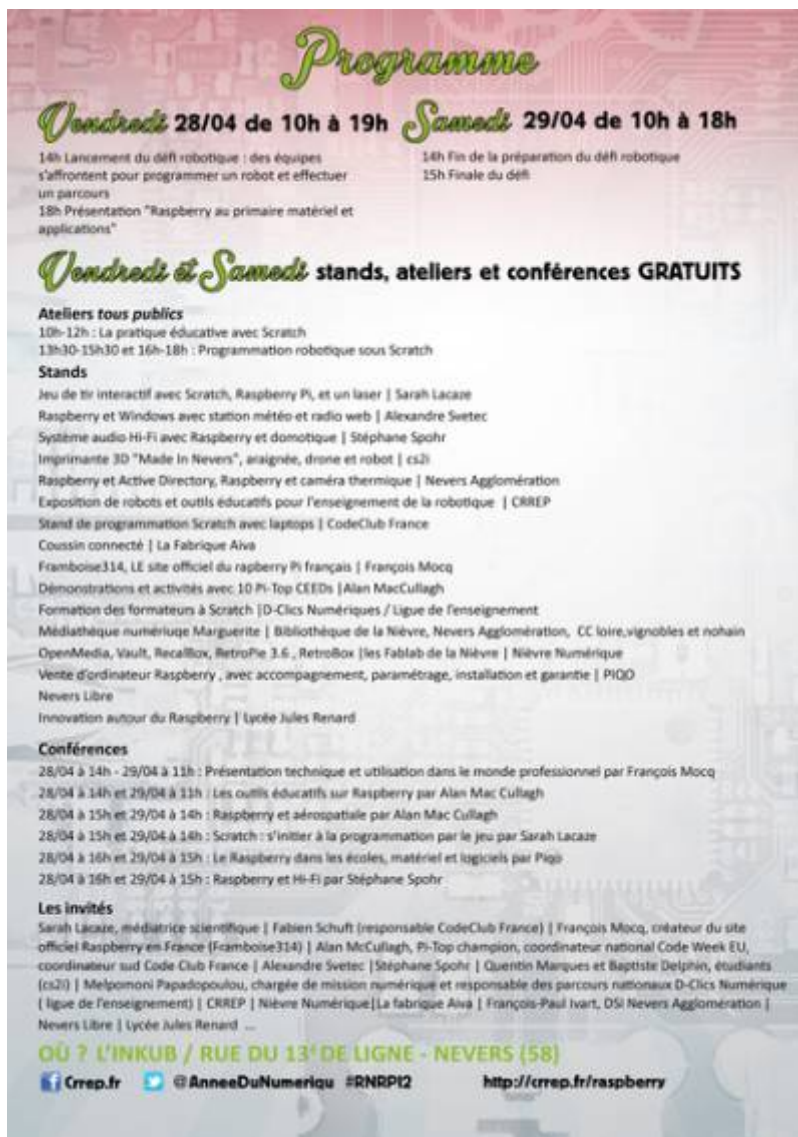 Programme
Vendredi 28/04 de 10h à 19h
14h Lancement du défi robotique : des équipes
s'affrontent pour programmer un robot et effectuer
un parcours
18h Présentation "Raspberry au primaire matériel et
applications"
Samedi 29/04 de 10h à 18h
14h Fin de la préparation du défi robotique
15h Finale du défi
Vendredi et Samedi stands, ateliers et conférences GRATUITS
Ateliers tous publics
10h-12h : La pratique éducative avec Scratch
13h30-15h30 et 16h-18h : Programmation robotique sous Scratch
Stands
Jeu de tir interactif avec Scratch, Raspberry Pi, et un laser | Sarah Lacaze
Raspberry et Windows avec station météo et radio web | Alexandre Svetec
Système audio Hi-Fi avec Raspberry et domotique | Stéphane Spohr
Imprimante 3D "Made In Nevers", araignée, drone et robot | cs2i
Raspberry et Active Directory, Raspberry et caméra thermique | Nevers Agglomération
Exposition de robots et outils éducatifs pour l'enseignement de la robotique | CRREP
Stand de programmation Scratch avec laptops | CodeClub France
Coussin connecté | La Fabrique Aiva
Framboise314, LE site officiel du rapberry Pi français | François Mocq
Démonstrations et activités avec 10 Pi-Top CEEDs |Alan MacCullagh
Formation des formateurs à Scratch |D-Clics Numériques / Ligue de l'enseignement
Médiathèque numériuqe Marguerite | Bibliothèque de la Nièvre, Nevers Agglomération, CC loire,vignobles et nohain
OpenMedia, Vault, RecalBox, RetroPie 3.6 , RetroBox |les Fablab de la Nièvre | Nièvre Numérique
Vente d'ordinateur Raspberry , avec accompagnement, paramétrage, installation et garantie | PIQO
Nevers Libre
Innovation autour du Raspberry | Lycée Jules Renard
Conférences
28/04 à 14h - 29/04 à 11h : Présentation technique et utilisation dans le monde professionnel par François Mocq
28/04 à 14h et 29/04 à 11h : Les outils éducatifs sur Raspberry par Alan Mac Cullagh
28/04 à 15h et 29/04 à 14h : Raspberry et aérospatiale par Alan Mac Cullagh
28/04 à 15h et 29/04 à 14h : Scratch : s'initier à la programmation par le jeu par Sarah Lacaze
28/04 à 16h et 29/04 à 15h : Le Raspberry dans les écoles, matériel et logiciels par Piqo
28/04 à 16h et 29/04 à 15h : Raspberry et Hi-Fi par Stéphane Spohr
Les invités
Sarah Lacaze, médiatrice scientifique | Fabien Schuft (responsable CodeClub France) | François Mocq, créateur du site
officiel Raspberry en France (Framboise314) | Alan McCullagh, Pi-Top champion, coordinateur national Code Week EU,
coordinateur sud Code Club France | Alexandre Svetec |Stéphane Spohr | Quentin Marques et Baptiste Delphin, étudiants
(cs2i) | Melpomoni Papadopoulou, chargée de mission numérique et responsable des parcours nationaux D-Clics Numérique
( ligue de l'enseignement) | CRREP | Nièvre Numérique|La fabrique Aiva | François-Paul Ivart, DSI Nevers Agglomération |
Nevers Libre | Lycée Jules Renard ...
OÙ ? L'INKUB / RUE DU 13e DE LIGNE - NEVERS (58)
Crrep.fr @AnneeDuNumeriqu #RNRPI2 http://crrep.fr/raspberry